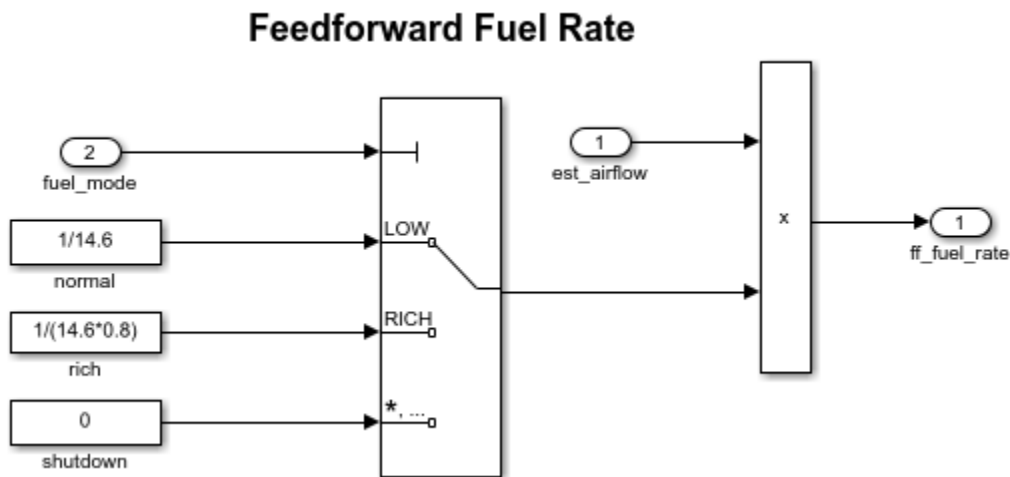 Feedforward Fuel Rate
2
fuel_mode
1
est_airflow
1/14.6
normal
LOW
x
1
ff_fuel_rate
1/(14.6*0.8)
rich
RICH
0
shutdown
*, ...